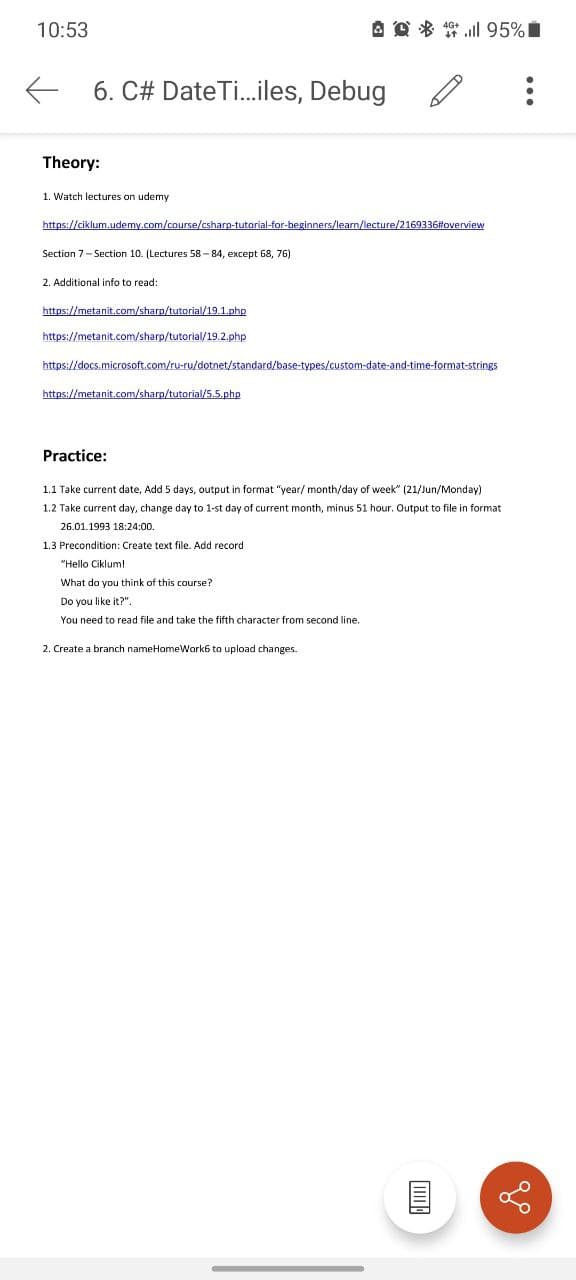 10:53
4G+
95%
6. C# DateTi...iles, Debug
Theory:
1. Watch lectures on udemy
https://ciklum.udemy.com/course/csharp-tutorial-for-beginners/learn/lecture/2169336#overview
Section 7 – Section 10. (Lectures 58 – 84, except 68, 76)
2. Additional info to read:
https://metanit.com/sharp/tutorial/19.1.php
https://metanit.com/sharp/tutorial/19.2.php
https://docs.microsoft.com/ru-ru/dotnet/standard/base-types/custom-date-and-time-format-strings
https://metanit.com/sharp/tutorial/5.5.php
Practice:
1.1 Take current date, Add 5 days, output in format “year/ month/day of week” (21/Jun/Monday)
1.2 Take current day, change day to 1-st day of current month, minus 51 hour. Output to file in format
26.01.1993 18:24:00.
1.3 Precondition: Create text file. Add record
“Hello Ciklum!
What do you think of this course?
Do you like it?”.
You need to read file and take the fifth character from second line.
2. Create a branch nameHomeWork6 to upload changes.